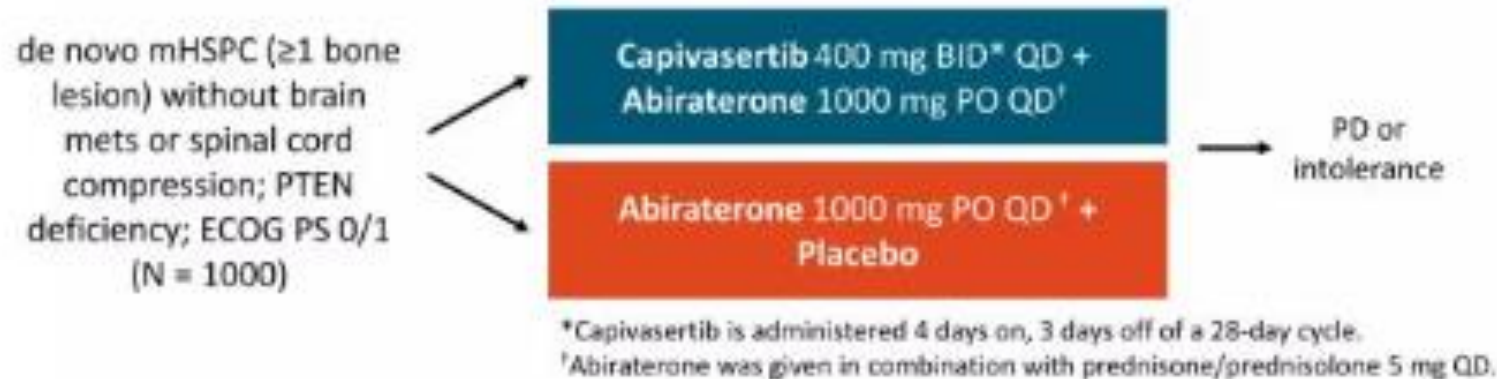 de novo mHSPC (≥1 bone
lesion) without brain
mets or spinal cord
compression; PTEN
deficiency; ECOG PS 0/1
(N = 1000)
Capivasertib 400 mg BID* QD +
Abiraterone 1000 mg PO QD†
Abiraterone 1000 mg PO QD† +
Placebo
PD or
intolerance
*Capivasertib is administered 4 days on, 3 days off of a 28-day cycle.
†Abiraterone was given in combination with prednisone/prednisolone 5 mg QD.